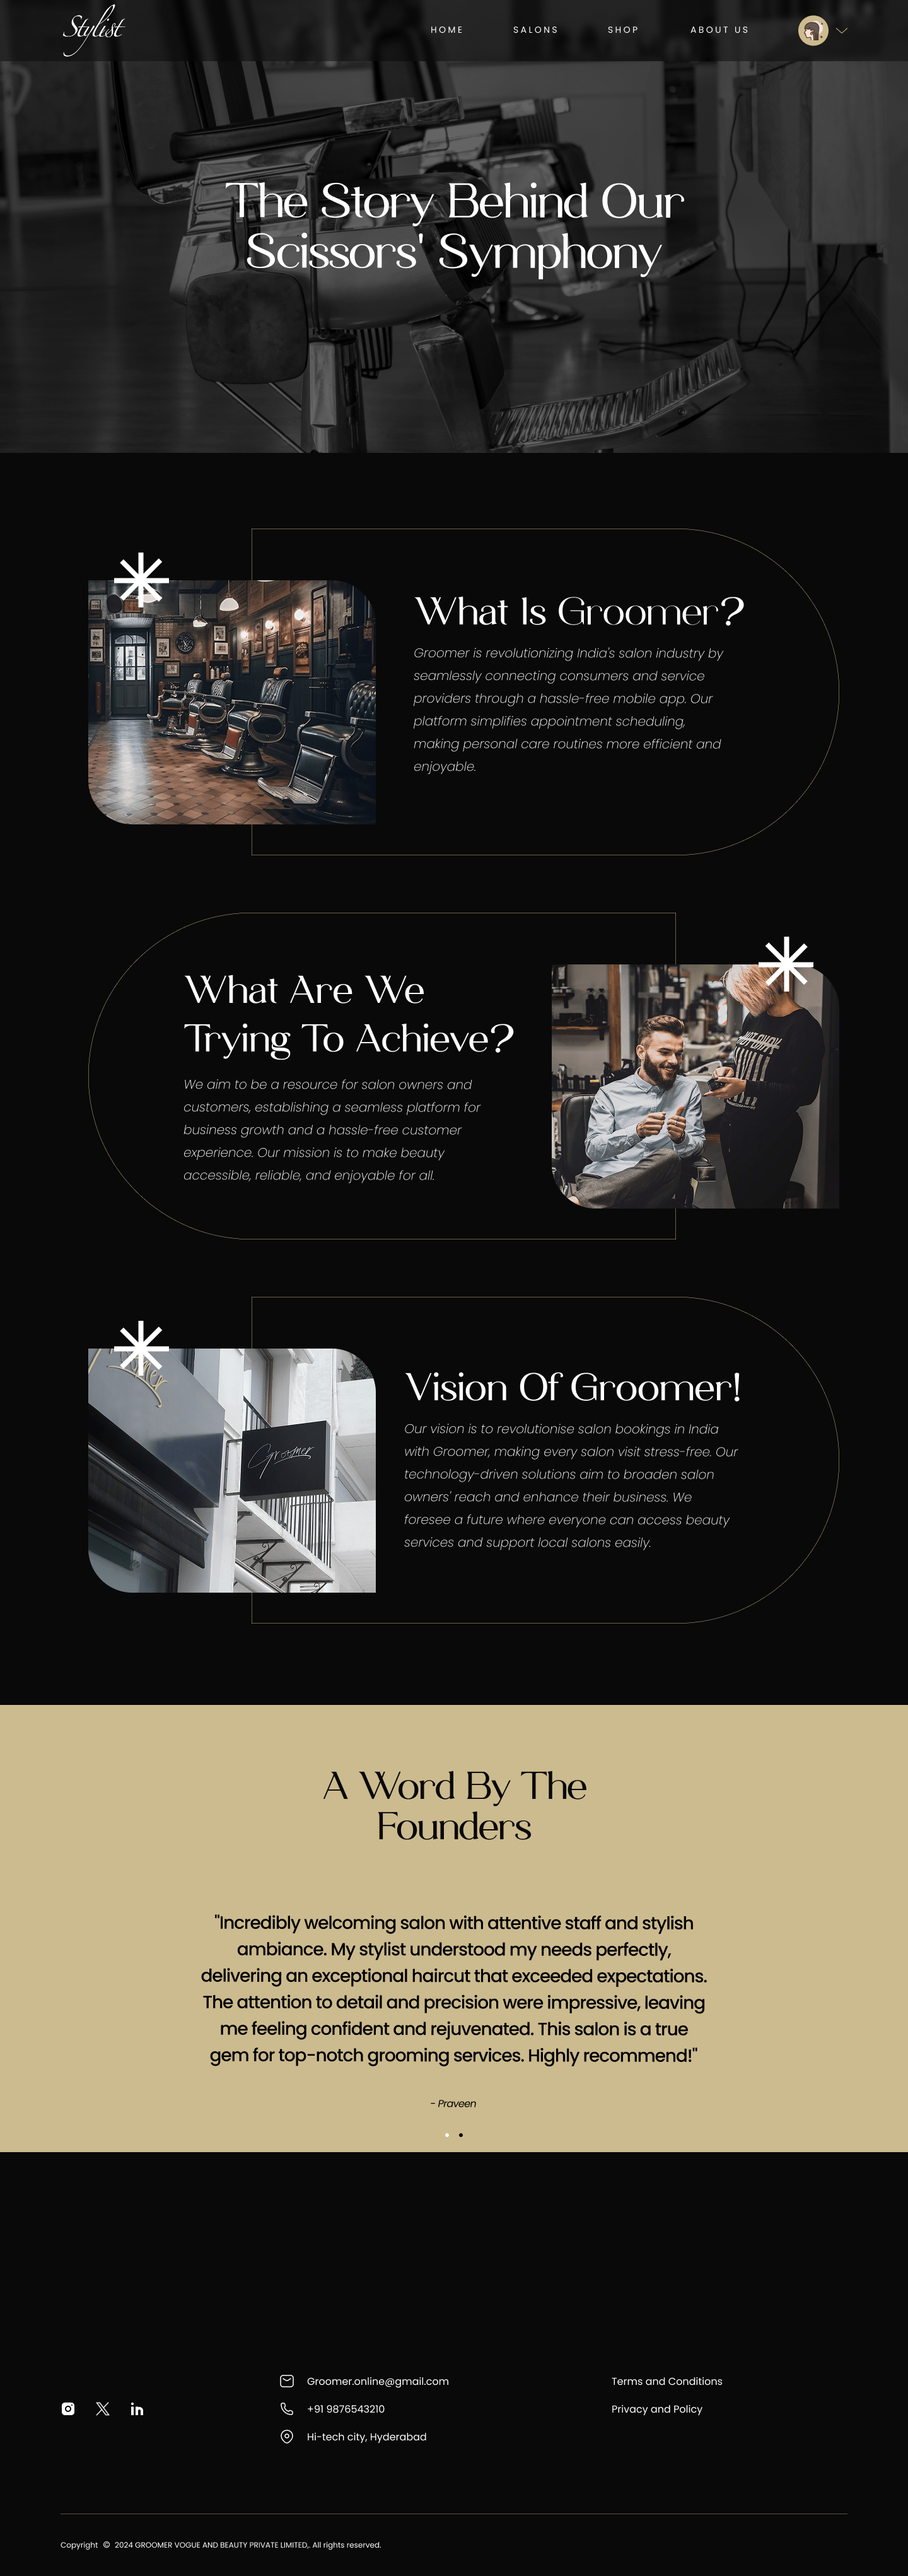 Stylist
HOME SALONS SHOP ABOUT US
The Story Behind Our
Scissors' Symphony
What Is Groomer?
Groomer is revolutionizing India's salon industry by
seamlessly connecting consumers and service
providers through a hassle-free mobile app. Our
platform simplifies appointment scheduling,
making personal care routines more efficient and
enjoyable.
What Are We
Trying To Achieve?
We aim to be a resource for salon owners and
customers, establishing a seamless platform for
business growth and a hassle-free customer
experience. Our mission is to make beauty
accessible, reliable, and enjoyable for all.
Groomer
Vision Of Groomer!
Our vision is to revolutionise salon bookings in India
with Groomer, making every salon visit stress-free. Our
technology-driven solutions aim to broaden salon
owners' reach and enhance their business. We
foresee a future where everyone can access beauty
services and support local salons easily.
A Word By The
Founders
"Incredibly welcoming salon with attentive staff and stylish
ambiance. My stylist understood my needs perfectly,
delivering an exceptional haircut that exceeded expectations.
The attention to detail and precision were impressive, leaving
me feeling confident and rejuvenated. This salon is a true
gem for top-notch grooming services. Highly recommend!"
- Praveen
Groomer.online@gmail.com
+91 9876543210
Hi-tech city, Hyderabad
Terms and Conditions
Privacy and Policy
Copyright © 2024 GROOMER VOGUE AND BEAUTY PRIVATE LIMITED,. All rights reserved.